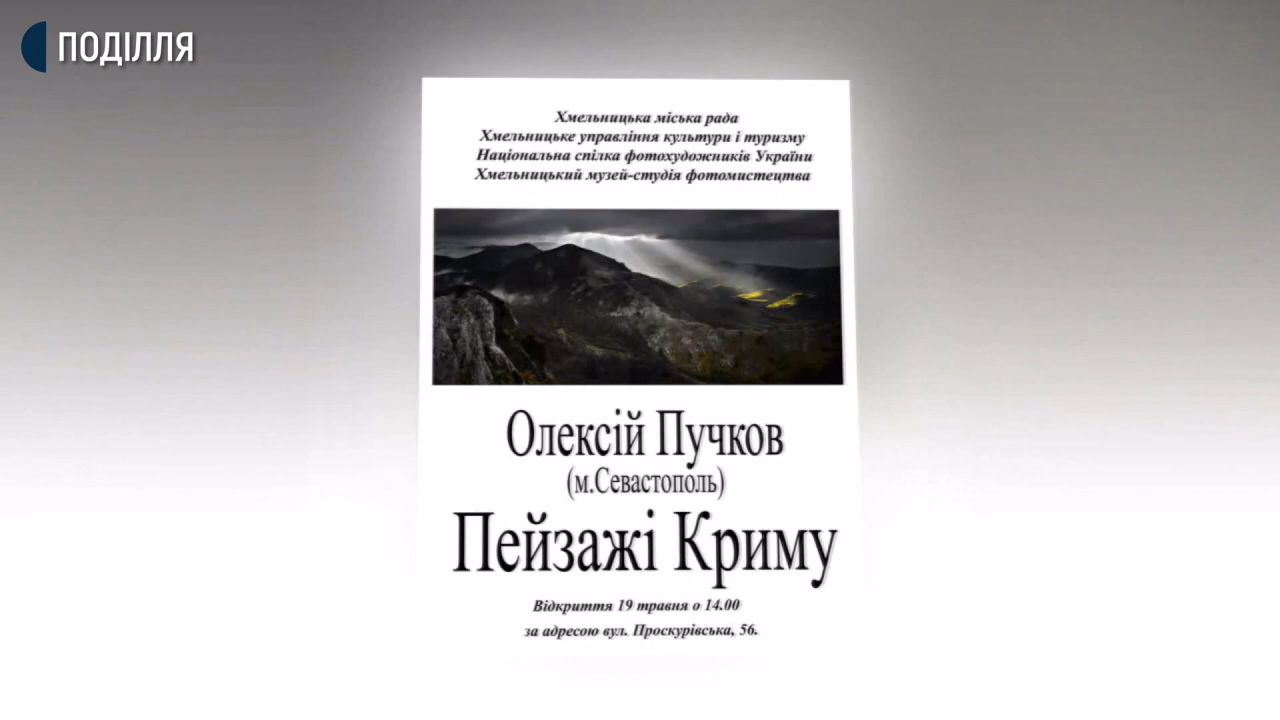 ПОДІЛЛЯ
Хмельницька міська рада
Хмельницьке управління культури і туризму
Національна спілка фотохудожників України
Хмельницький музей-студія фотомистецтва
Олексій Пучков
(м.Севастополь)
Пейзажі Криму
Відкриття 19 травня о 14.00
за адресою вул. Проскурівська, 56.